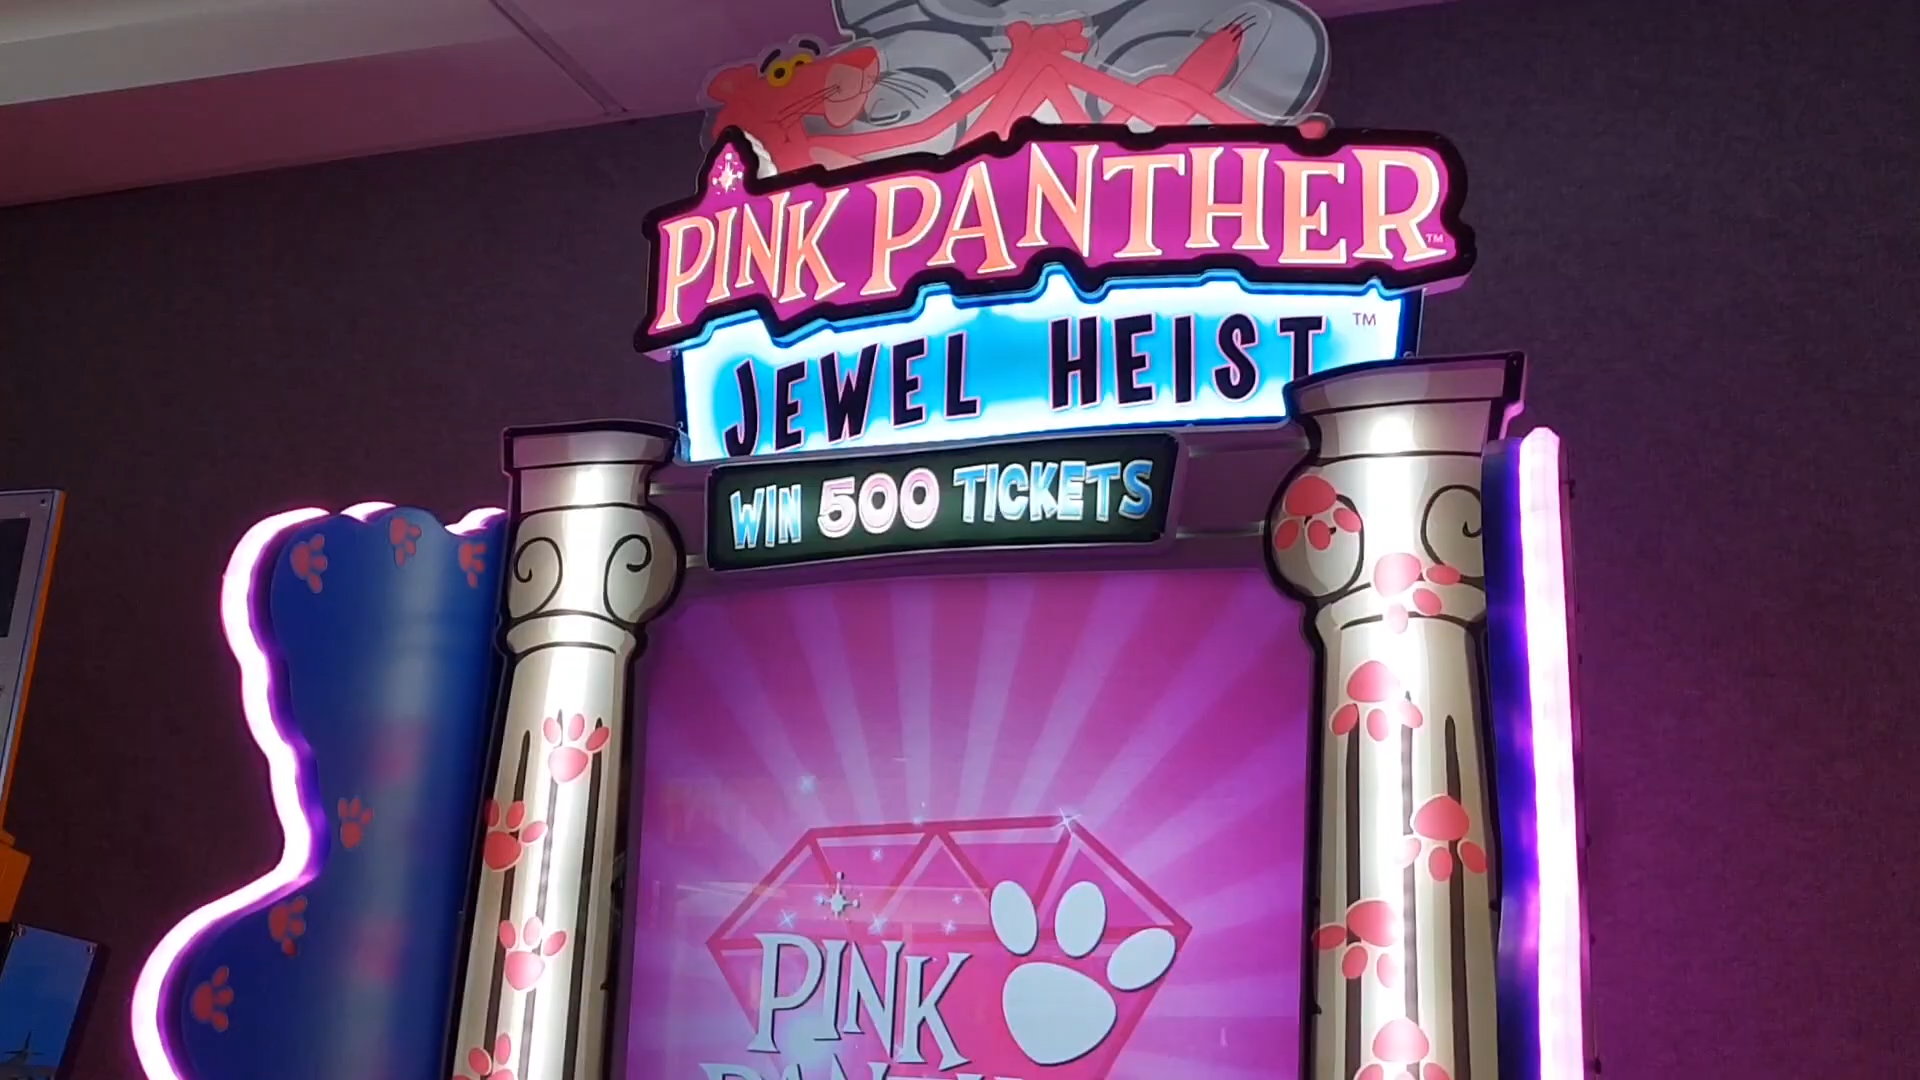 PINK PANTHER™
JEWEL HEIST™
WIN 500 TICKETS
PINK